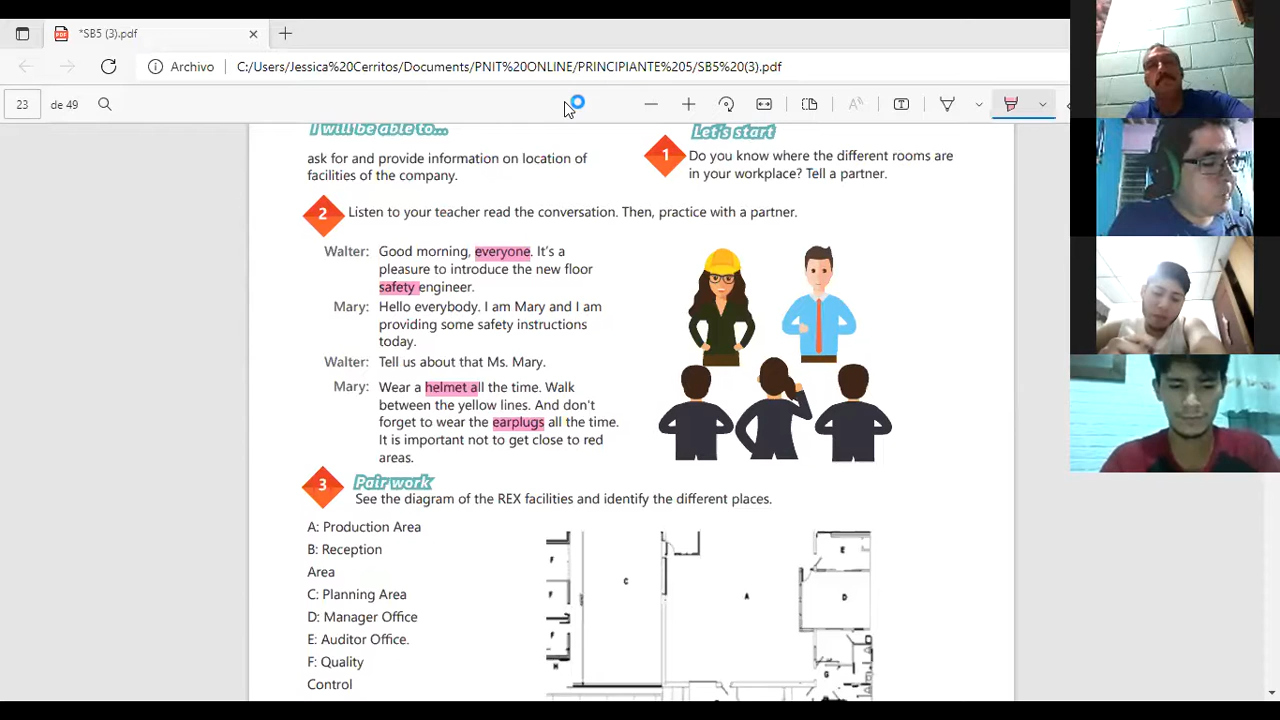 *SB5 (3).pdf
Archivo C:/Users/Jessica%20Cerritos/Documents/PNIT%20ONLINE/PRINCIPIANTE%205/SB5%20(3).pdf
23 de 49
I will be able to...
ask for and provide information on location of
facilities of the company.
Let's start
1 Do you know where the different rooms are
in your workplace? Tell a partner.
2 Listen to your teacher read the conversation. Then, practice with a partner.
Walter: Good morning, everyone. It's a
pleasure to introduce the new floor
safety engineer.
Mary: Hello everybody. I am Mary and I am
providing some safety instructions
today.
Walter: Tell us about that Ms. Mary.
Mary: Wear a helmet all the time. Walk
between the yellow lines. And don't
forget to wear the earplugs all the time.
It is important not to get close to red
areas.
3 Pair work
See the diagram of the REX facilities and identify the different places.
A: Production Area
B: Reception
Area
C: Planning Area
D: Manager Office
E: Auditor Office.
F: Quality
Control
F
F
F
H
C
A
E
D
G